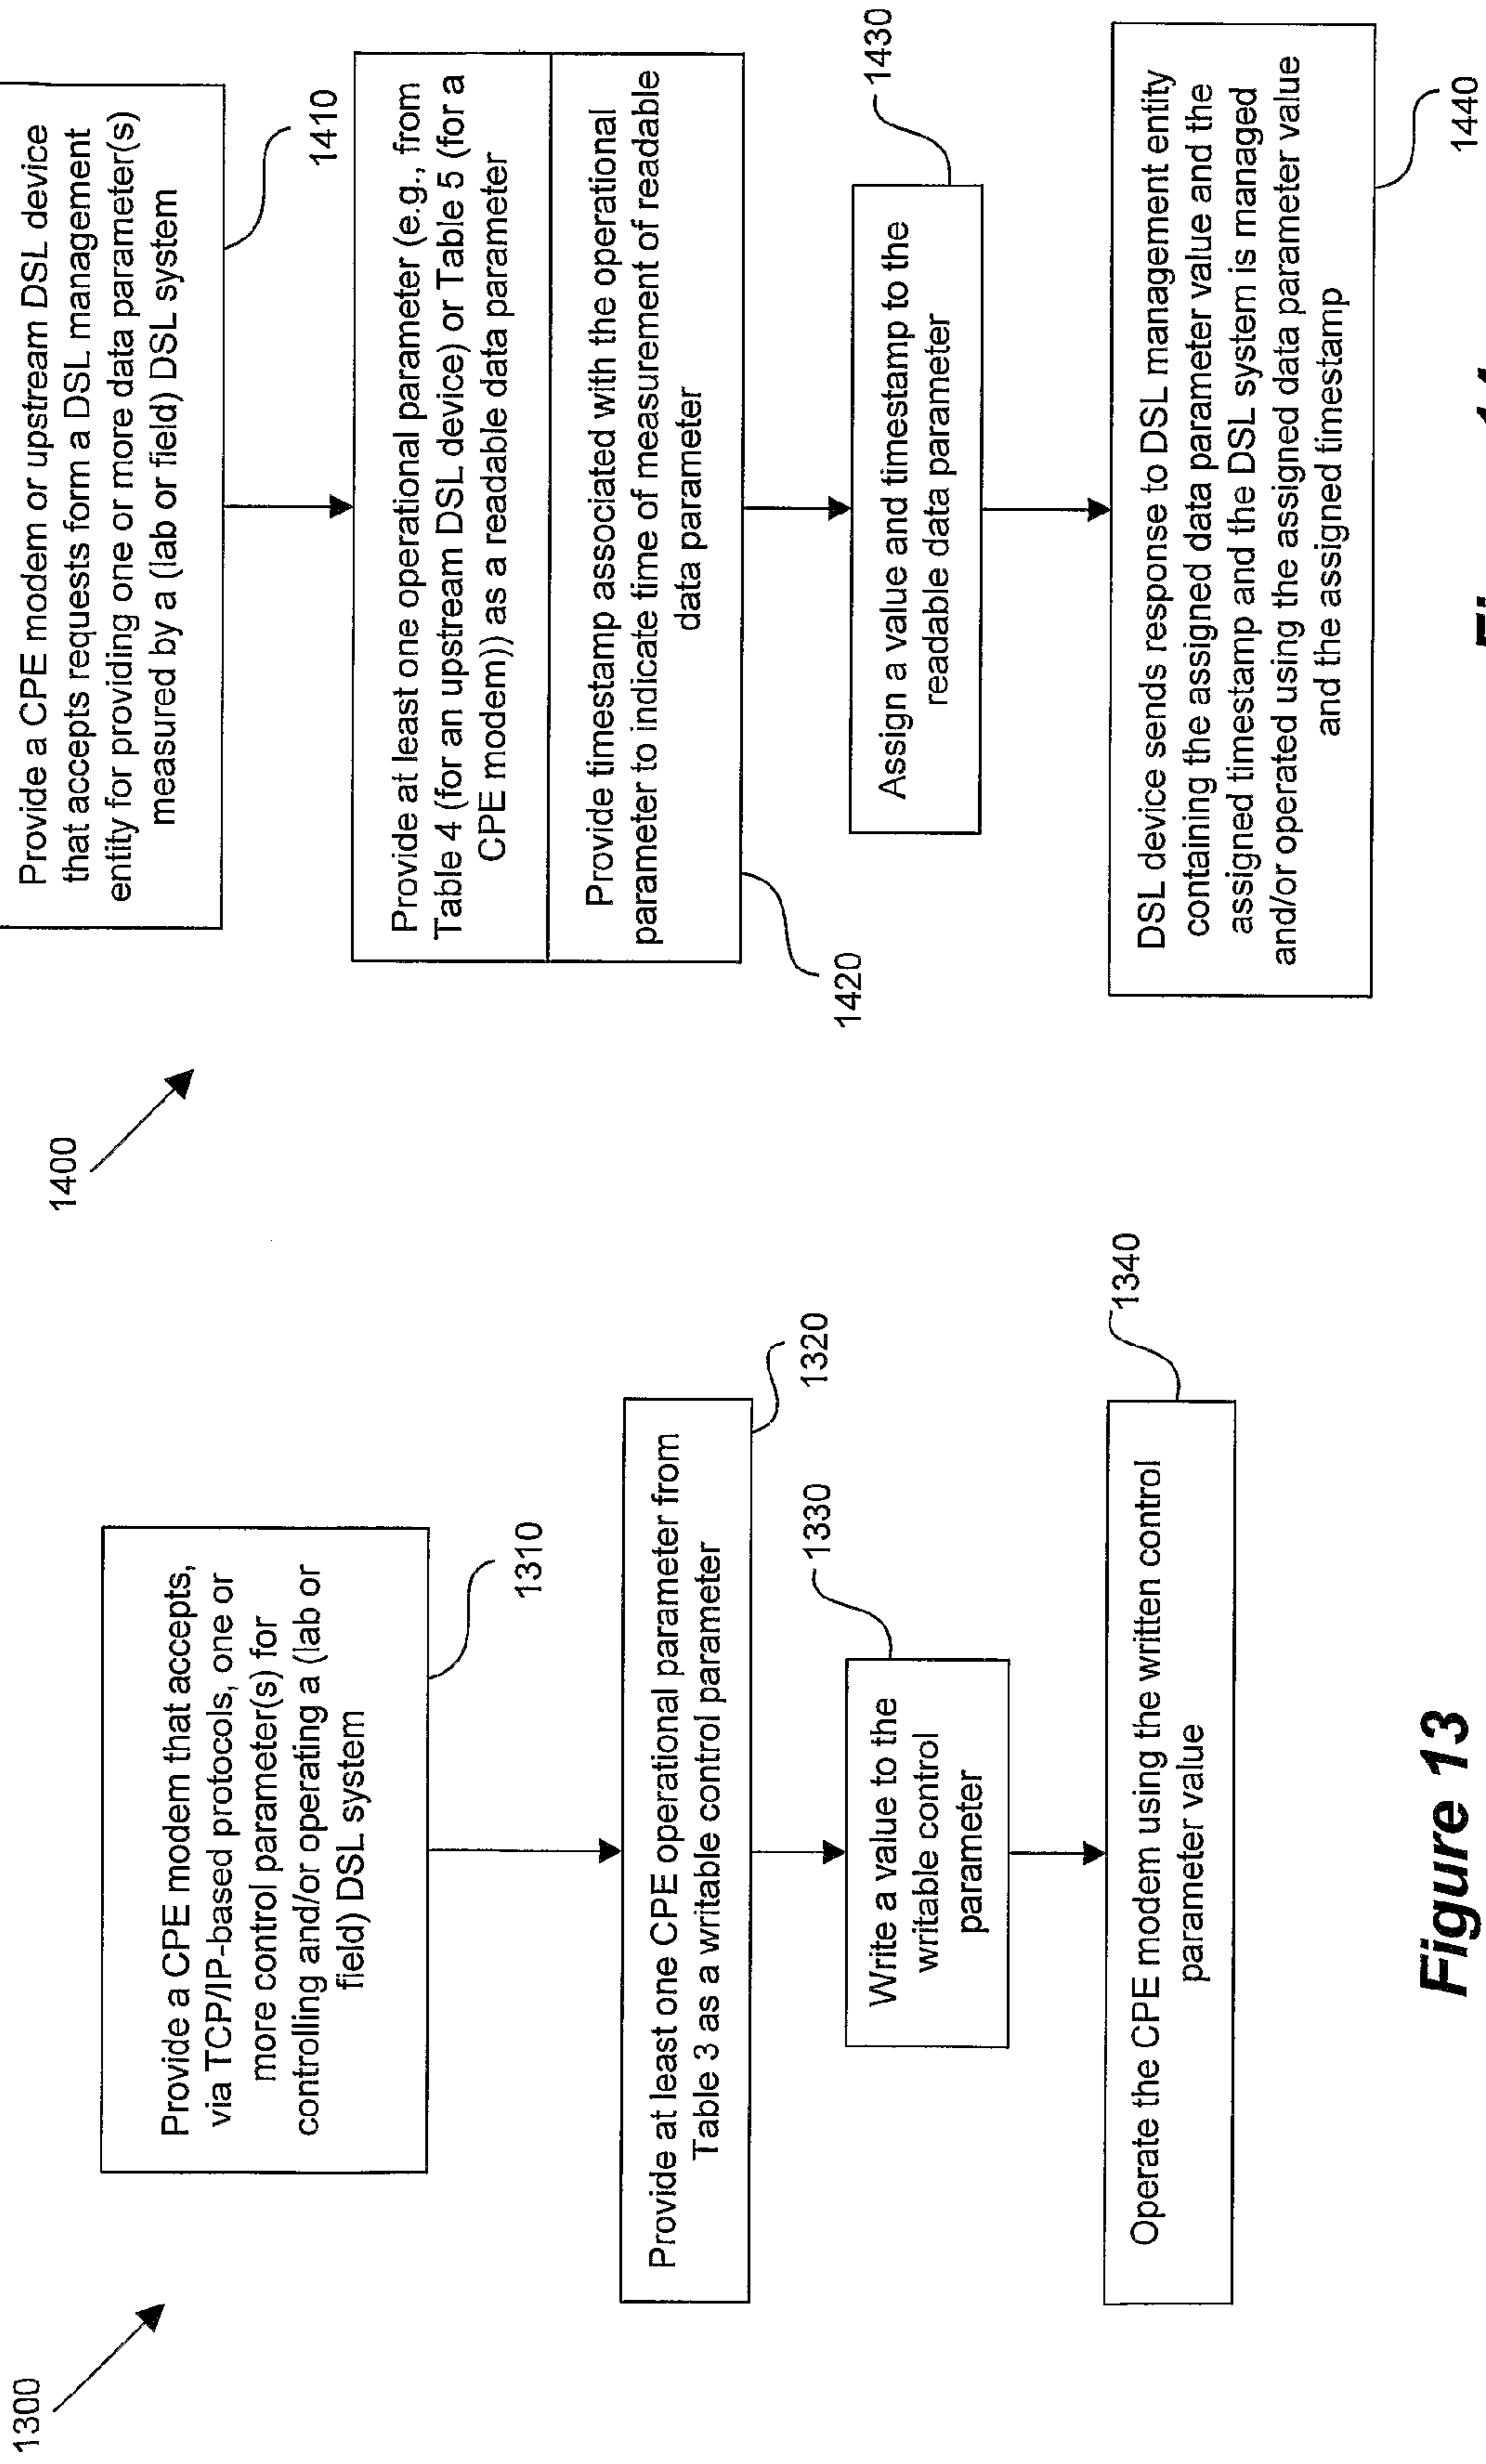 1300
Provide a CPE modem that accepts,
via TCP/IP-based protocols, one or
more control parameter(s) for
controlling and/or operating a (lab or
field) DSL system
1310
Provide at least one CPE operational parameter from
Table 3 as a writable control parameter
1320
Write a value to the
writable control
parameter
1330
Operate the CPE modem using the written control
parameter value
1340
Figure 13
1400
Provide a CPE modem or upstream DSL device
that accepts requests form a DSL management
entity for providing one or more data parameter(s)
measured by a (lab or field) DSL system
1410
Provide at least one operational parameter (e.g., from
Table 4 (for an upstream DSL device) or Table 5 (for a
CPE modem)) as a readable data parameter
Provide timestamp associated with the operational
parameter to indicate time of measurement of readable
data parameter
1420
Assign a value and timestamp to the
readable data parameter
1430
DSL device sends response to DSL management entity
containing the assigned data parameter value and the
assigned timestamp and the DSL system is managed
and/or operated using the assigned data parameter value
and the assigned timestamp
1440